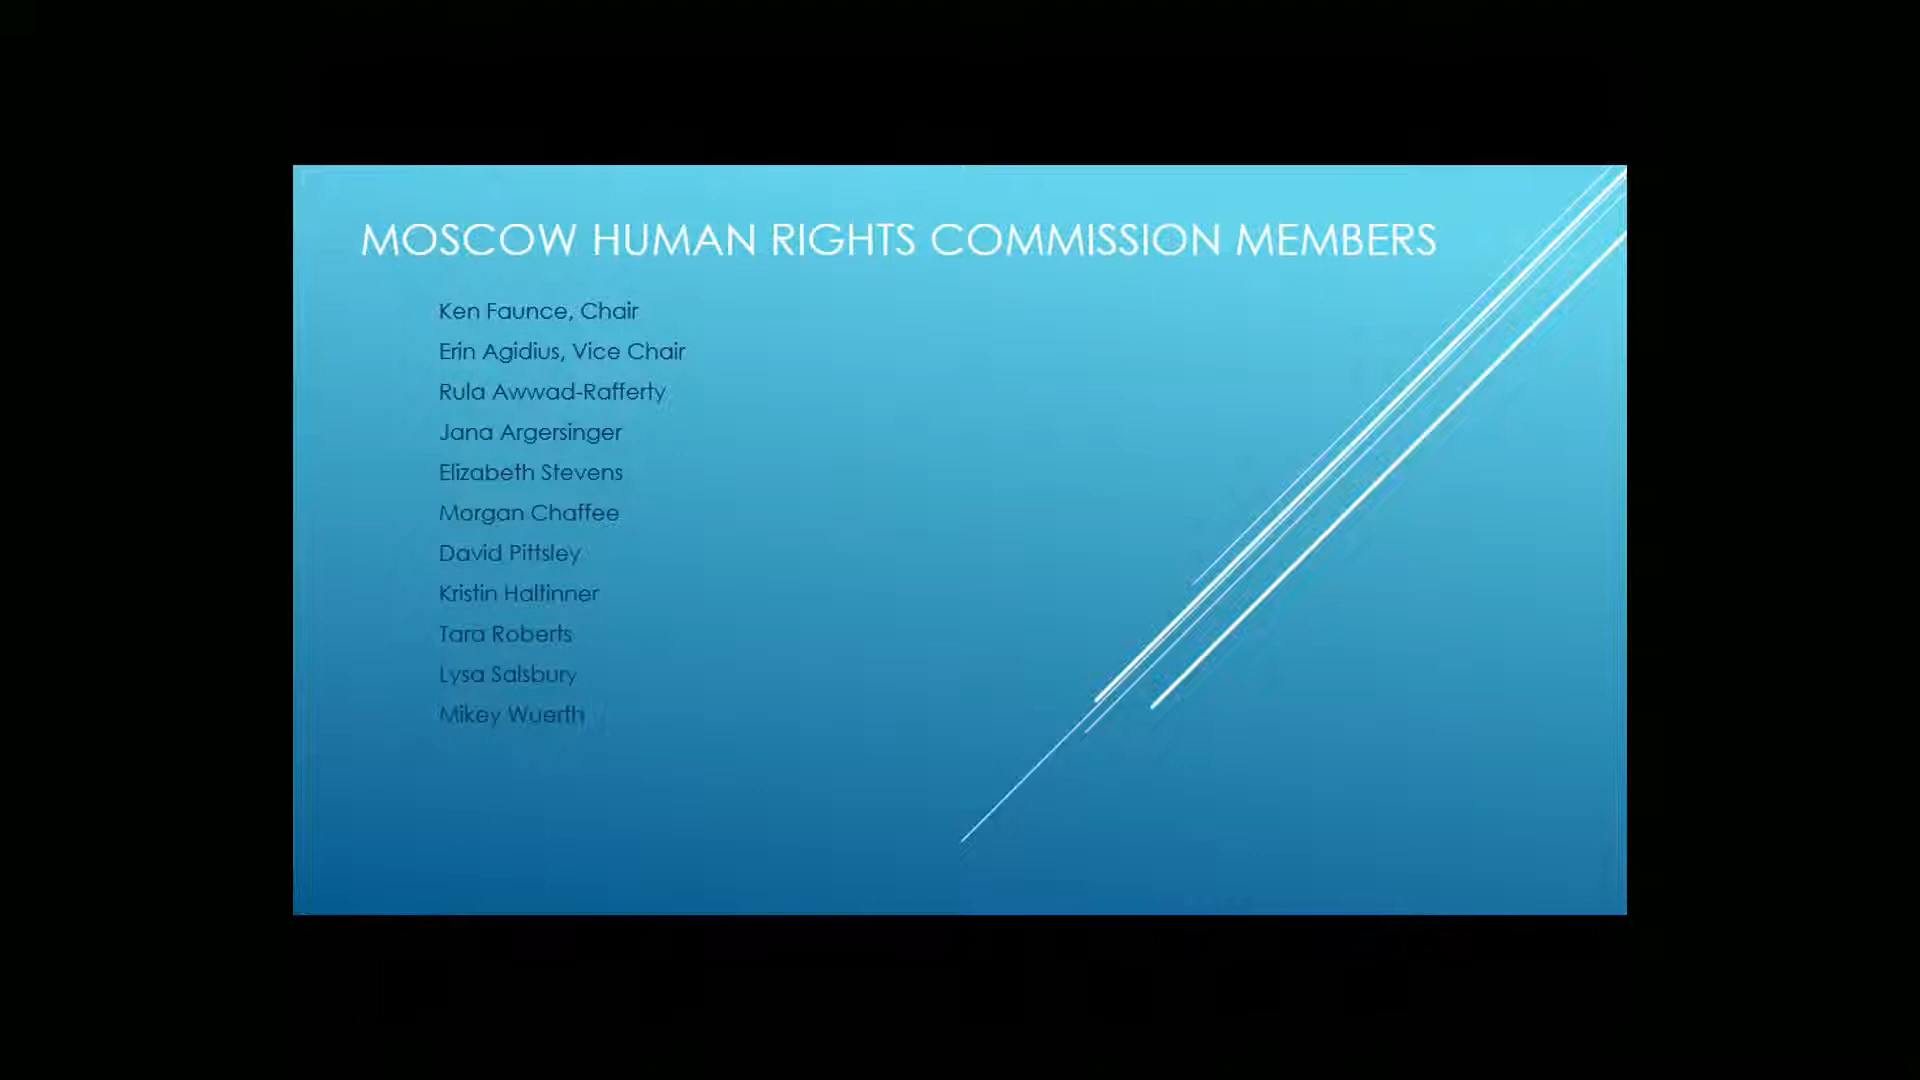 MOSCOW HUMAN RIGHTS COMMISSION MEMBERS
Ken Faunce, Chair
Erin Agidius, Vice Chair
Rula Awwad-Rafferty
Jana Argersinger
Elizabeth Stevens
Morgan Chaffee
David Pittsley
Kristin Haltinner
Tara Roberts
Lysa Salsbury
Mikey Wuerth